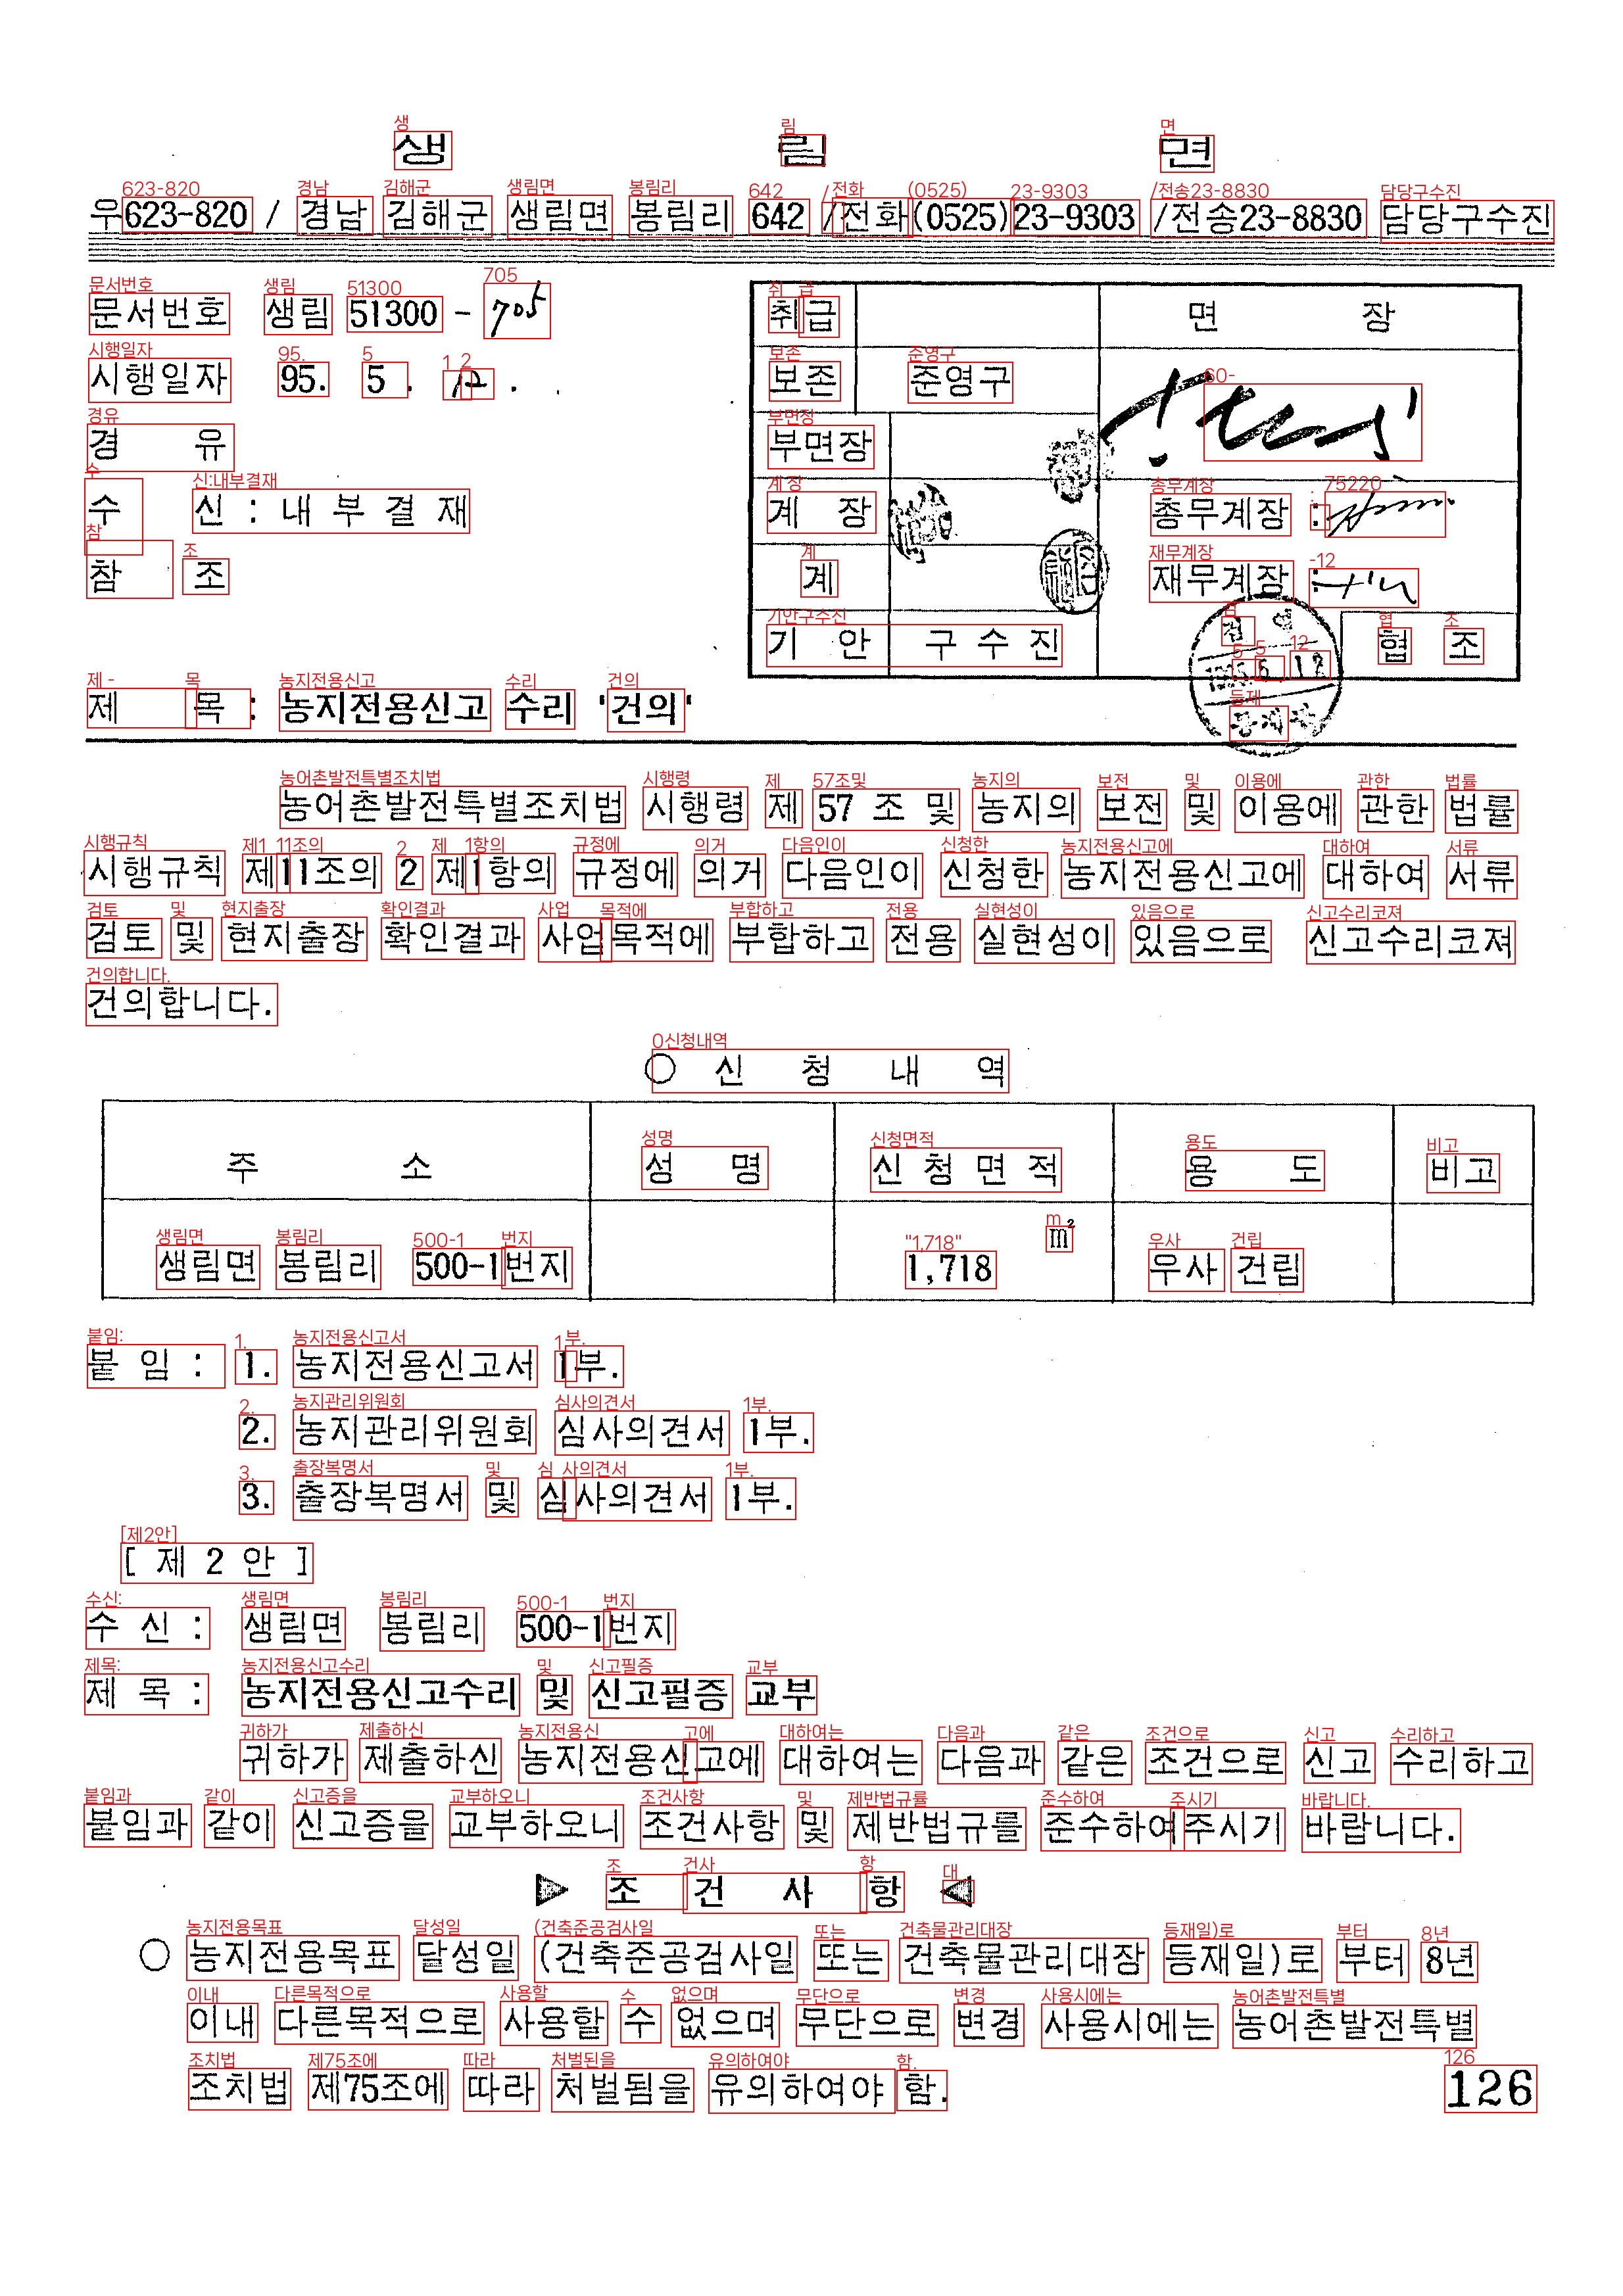 생 림 면
우623-820 / 경남 김해군 생림면 봉림리 642 /전화(0525)23-9303 /전송23-8830 담당구수진
문서번호 생림 51300 - 705
시행일자 95. 5 . 12 .
경 유
수 신 : 내 부 결 재
참 조
취급 면 장
보존 준영구
부면장
계 장 총무계장 :
계 재무계장 :
기 안 구 수 진 협 조
제 목 : 농지전용신고 수리 '건의'
농어촌발전특별조치법 시행령 제 57 조 및 농지의 보전 및 이용에 관한 법률
시행규칙 제11조의 2 제1항의 규정에 의거 다음인이 신청한 농지전용신고에 대하여 서류
검토 및 현지출장 확인결과 사업목적에 부합하고 전용 실현성이 있음으로 신고수리코져
건의합니다.
○ 신 청 내 역
주 소 성 명 신 청 면 적 용 도 비고
생림면 봉림리 500-1번지 1,718 m² 우사 건립
붙 임 : 1. 농지전용신고서 1부.
2. 농지관리위원회 심사의견서 1부.
3. 출장복명서 및 심사의견서 1부.
[ 제 2 안 ]
수 신 : 생림면 봉림리 500-1번지
제 목 : 농지전용신고수리 및 신고필증 교부
귀하가 제출하신 농지전용신고에 대하여는 다음과 같은 조건으로 신고 수리하고
붙임과 같이 신고증을 교부하오니 조건사항 및 제반법규를 준수하여주시기 바랍니다.
▷ 조 건 사 항 ◁
○ 농지전용목표 달성일 (건축준공검사일 또는 건축물관리대장 등재일)로 부터 8년
이내 다른목적으로 사용할 수 없으며 무단으로 변경 사용시에는 농어촌발전특별
조치법 제75조에 따라 처벌됨을 유의하여야 함.
126